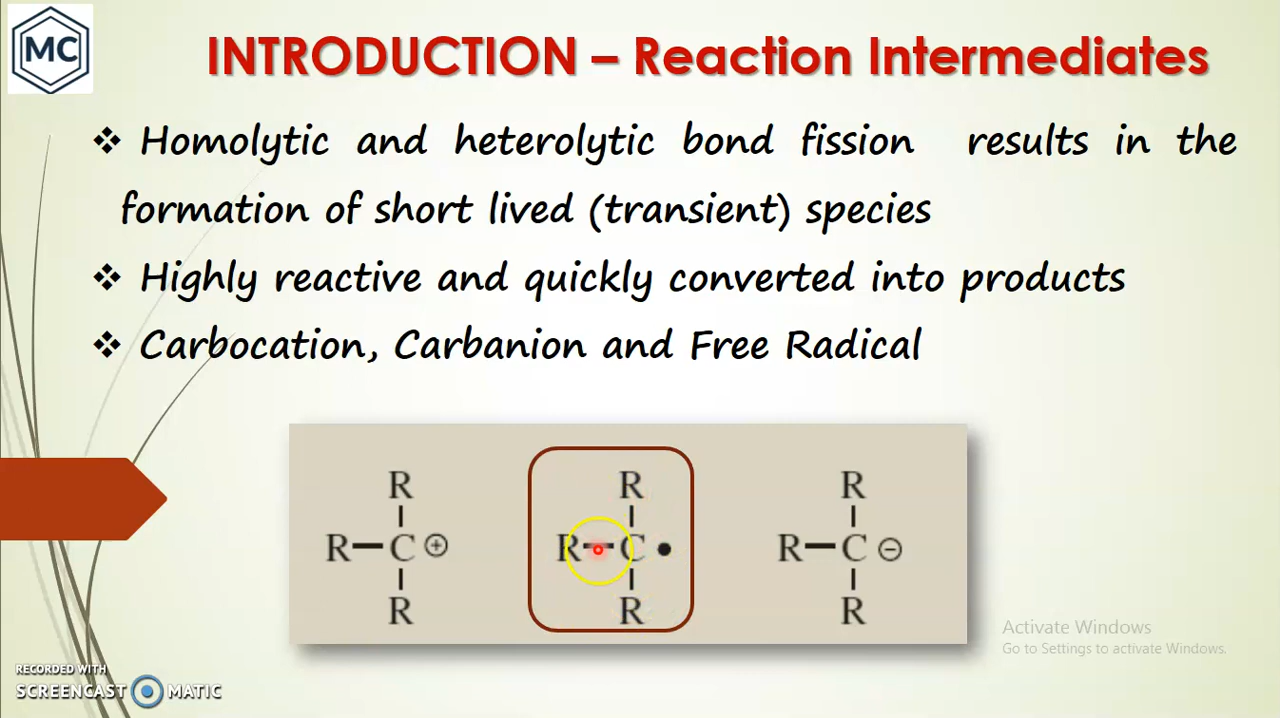 MC
INTRODUCTION – Reaction Intermediates
❖ Homolytic and heterolytic bond fission results in the
formation of short lived (transient) species
❖ Highly reactive and quickly converted into products
❖ Carbocation, Carbanion and Free Radical
R R R
R—C⊕ R—C• R—C⊖
R R R
Activate Windows
Go to Settings to activate Windows.
RECORDED WITH
SCREENCAST MATIC